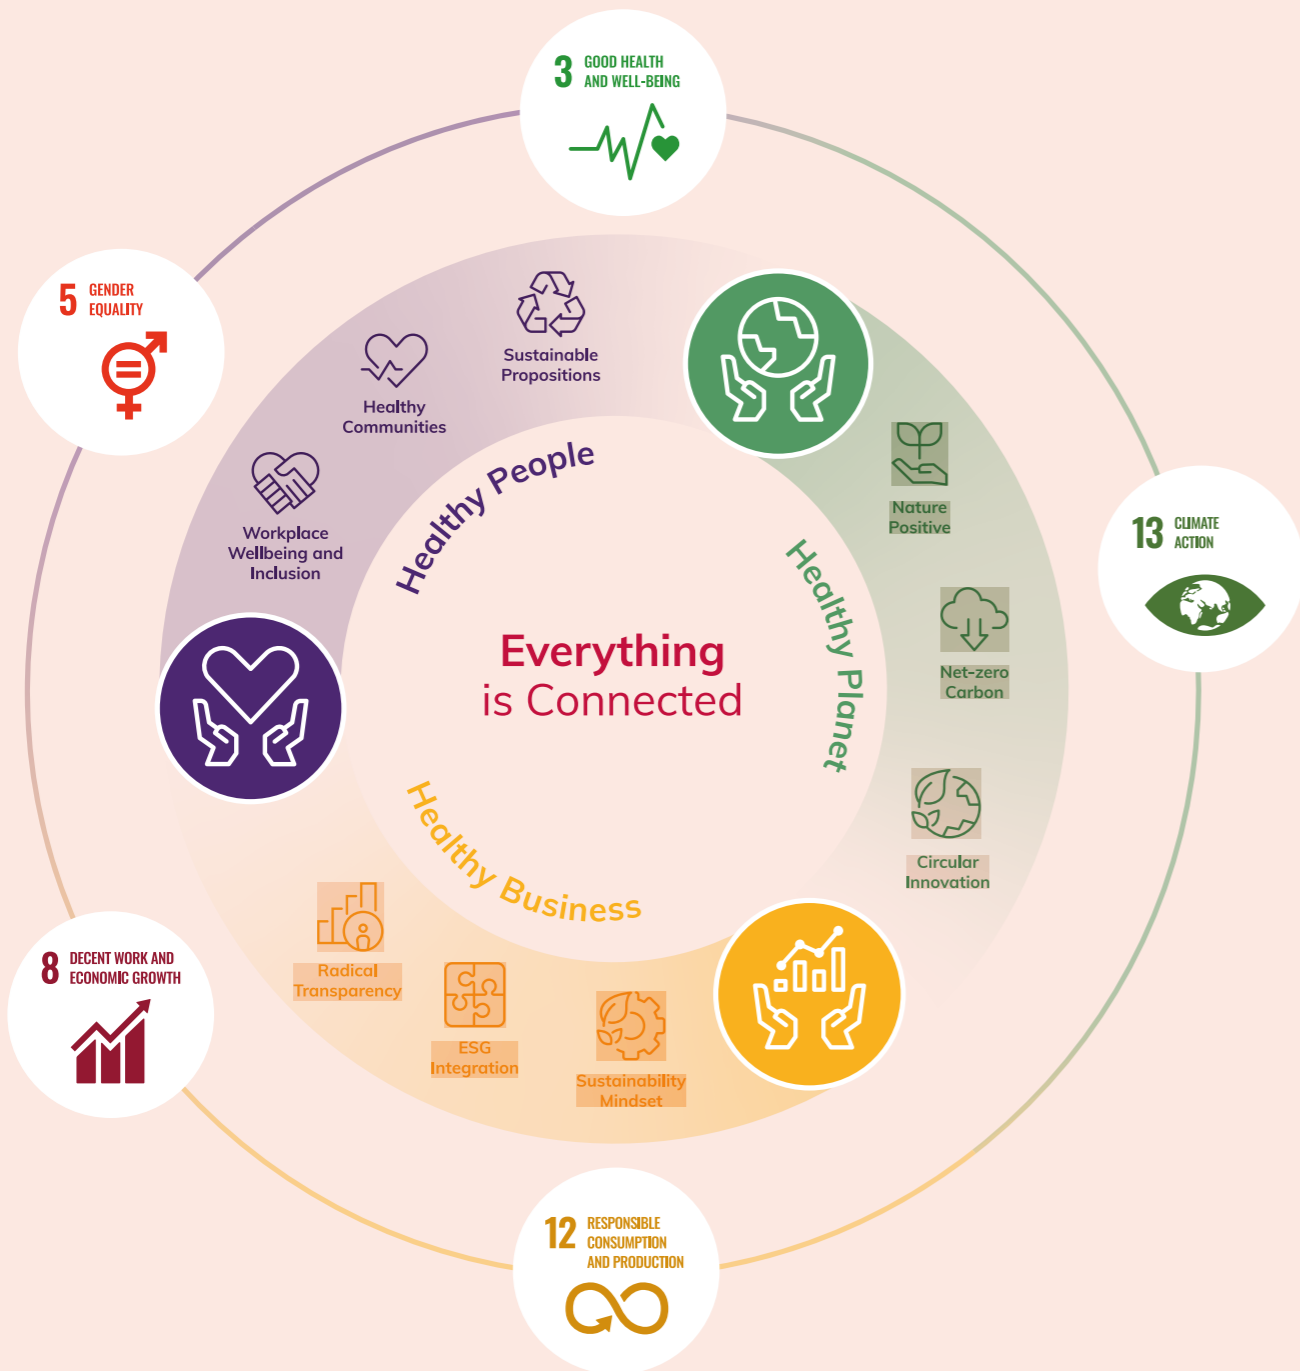 3
GOOD HEALTH
AND WELL-BEING
5
GENDER
EQUALITY
13
CLIMATE
ACTION
8
DECENT WORK AND
ECONOMIC GROWTH
12
RESPONSIBLE
CONSUMPTION
AND PRODUCTION
Sustainable
Propositions
Healthy
Communities
Workplace
Wellbeing and
Inclusion
Healthy People
Nature
Positive
Net-zero
Carbon
Circular
Innovation
Healthy Planet
Everything
is Connected
Healthy Business
Radical
Transparency
ESG
Integration
Sustainability
Mindset